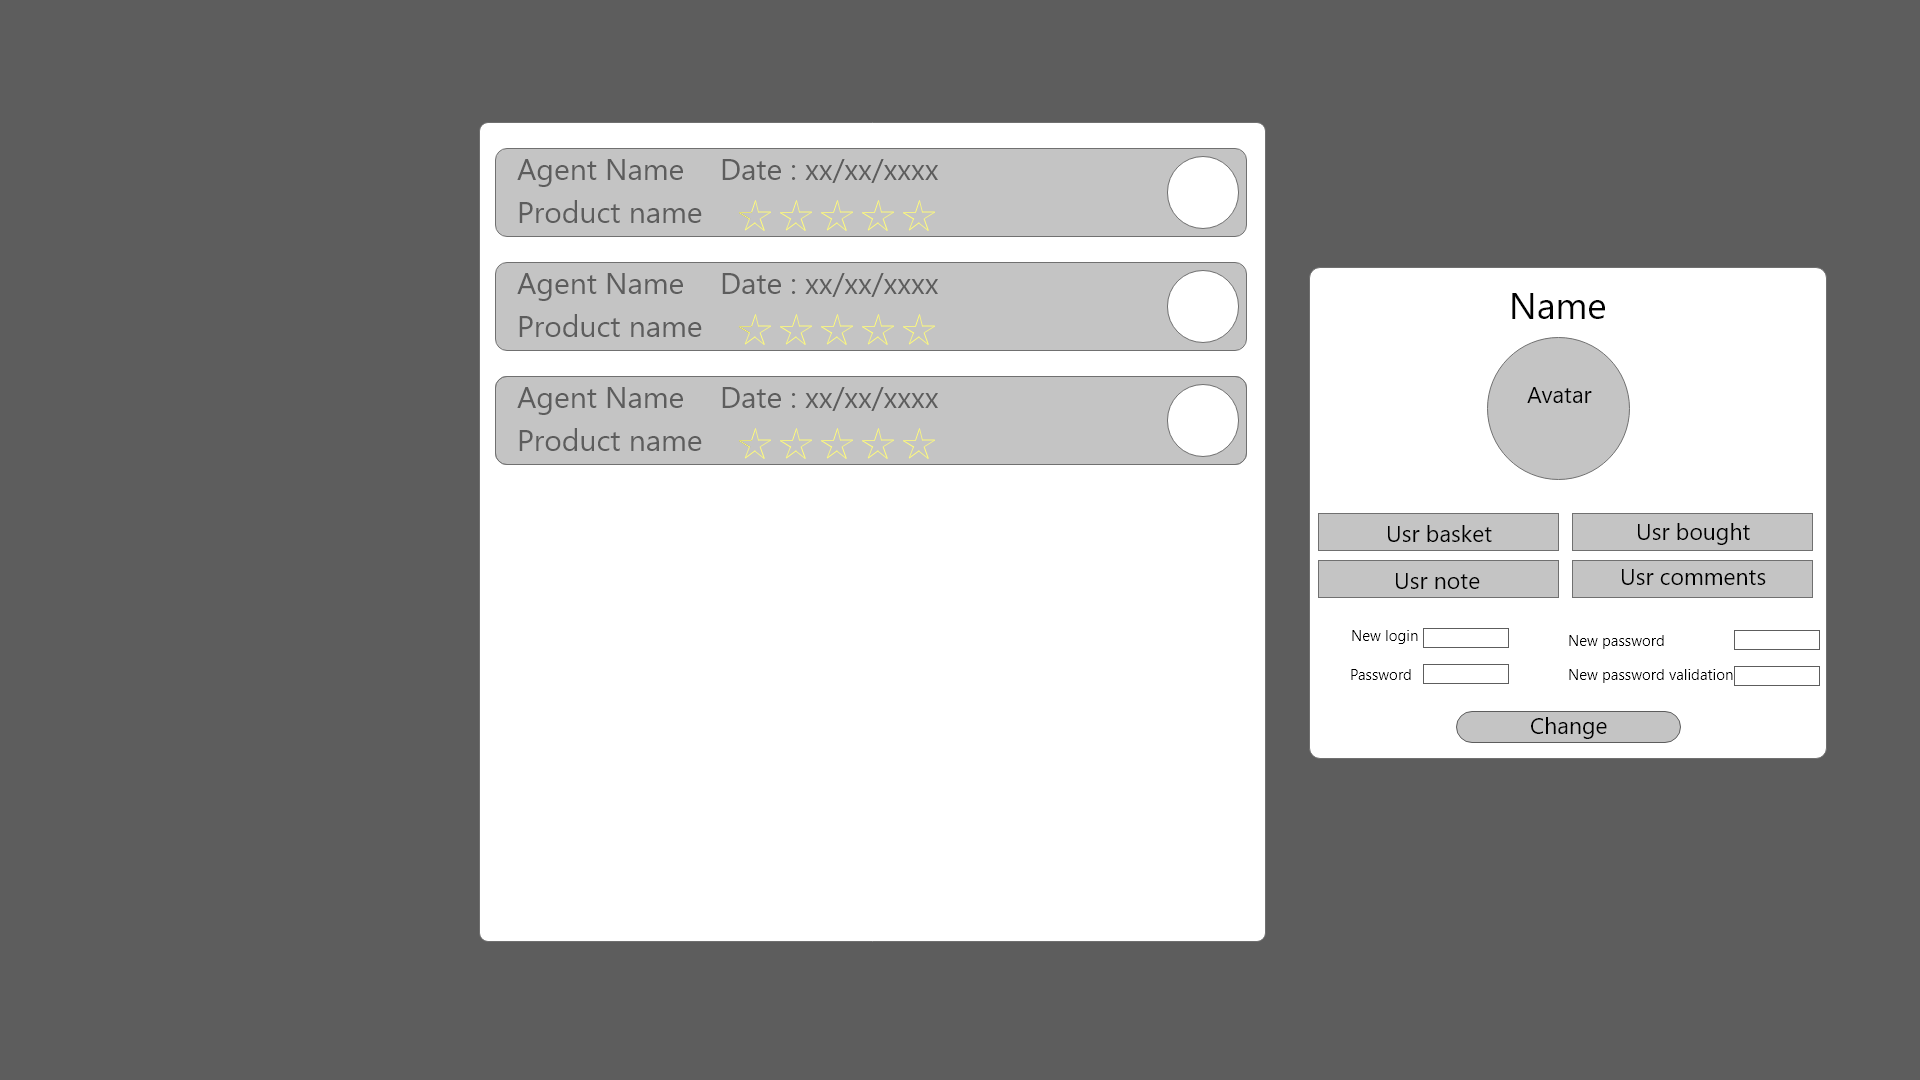 Agent Name Date : xx/xx/xxxx
Product name
Agent Name Date : xx/xx/xxxx
Product name
Agent Name Date : xx/xx/xxxx
Product name
Name
Avatar
Usr basket Usr bought
Usr note Usr comments
New login New password
Password New password validation
Change